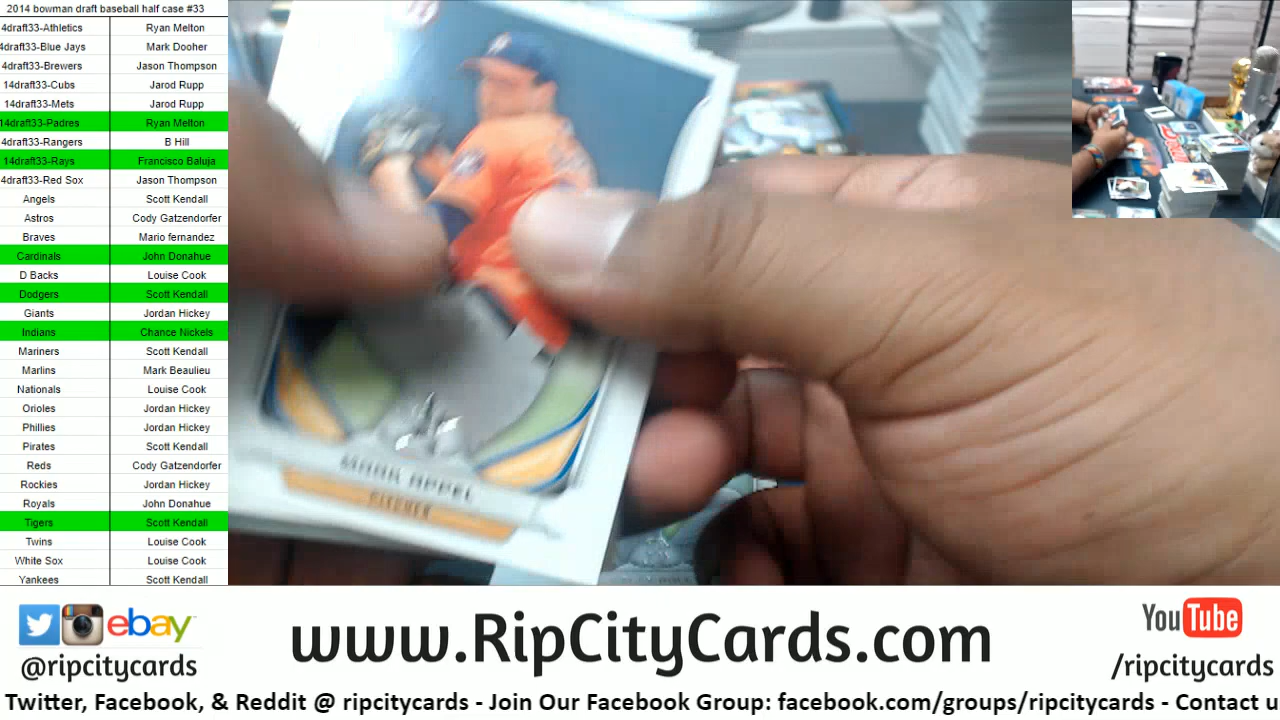 2014 bowman draft baseball half case #33
4draft33-Athletics Ryan Melton
4draft33-Blue Jays Mark Dooher
4draft33-Brewers Jason Thompson
14draft33-Cubs Jarod Rupp
14draft33-Mets Jarod Rupp
14draft33-Padres Ryan Melton
4draft33-Rangers B Hill
14draft33-Rays Francisco Baluja
4draft33-Red Sox Jason Thompson
Angels Scott Kendall
Astros Cody Gatzendorfer
Braves Mario fernandez
Cardinals John Donahue
D Backs Louise Cook
Dodgers Scott Kendall
Giants Jordan Hickey
Indians Chance Nickels
Mariners Scott Kendall
Marlins Mark Beaulieu
Nationals Louise Cook
Orioles Jordan Hickey
Phillies Jordan Hickey
Pirates Scott Kendall
Reds Cody Gatzendorfer
Rockies Jordan Hickey
Royals John Donahue
Tigers Scott Kendall
Twins Louise Cook
White Sox Louise Cook
Yankees Scott Kendall
MARK APPEL
PITCHER
ebay
@ripcitycards
www.RipCityCards.com
YouTube
/ripcitycards
Twitter, Facebook, & Reddit @ ripcitycards - Join Our Facebook Group: facebook.com/groups/ripcitycards - Contact u